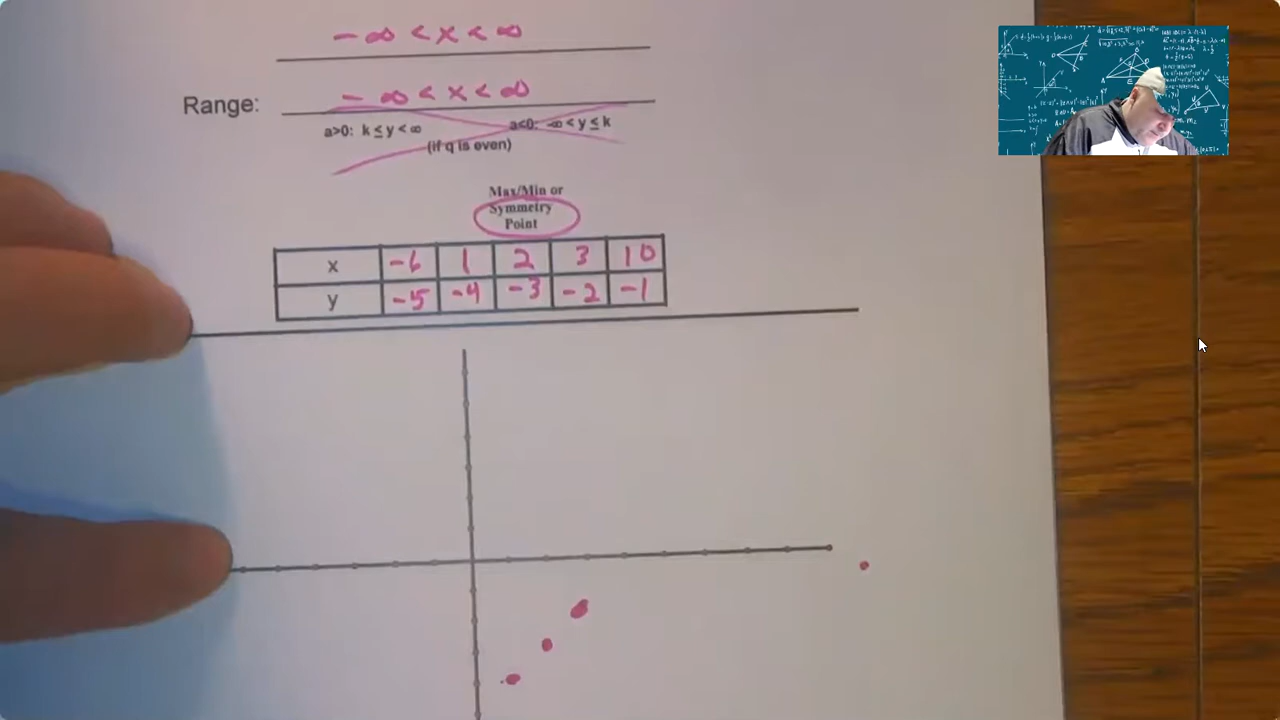 -∞ < x < ∞
Range: -∞ < x < ∞
a>0: k ≤ y < ∞ a<0: -∞ < y ≤ k
(if q is even)
Max/Min or
Symmetry
Point
x -6 1 2 3 10
y -5 -4 -3 -2 -1